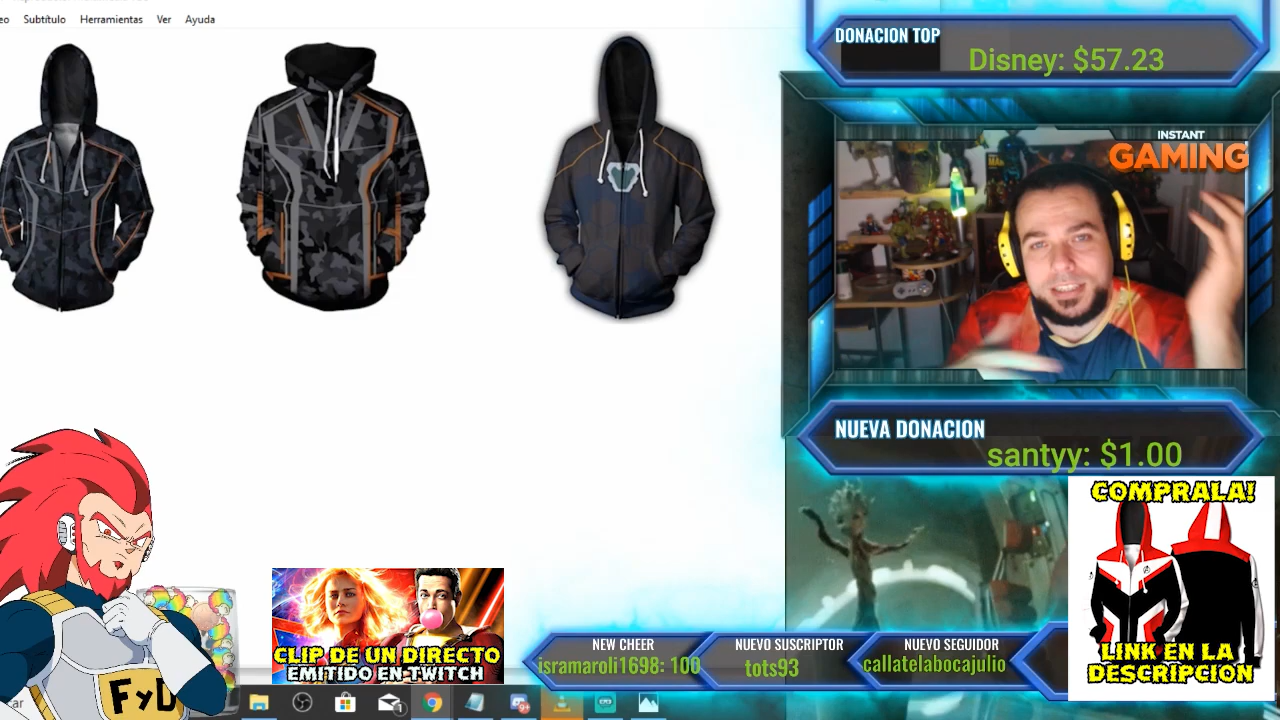 Subtítulo Herramientas Ver Ayuda
DONACION TOP
Disney: $57.23
INSTANT
GAMING
NUEVA DONACION
santyy: $1.00
COMPRALA!
LINK EN LA
DESCRIPCION
CLIP DE UN DIRECTO
EMITIDO EN TWITCH
NEW CHEER
isramaroli1698: 100
NUEVO SUSCRIPTOR
tots93
NUEVO SEGUIDOR
callatelabocajulio
FyD